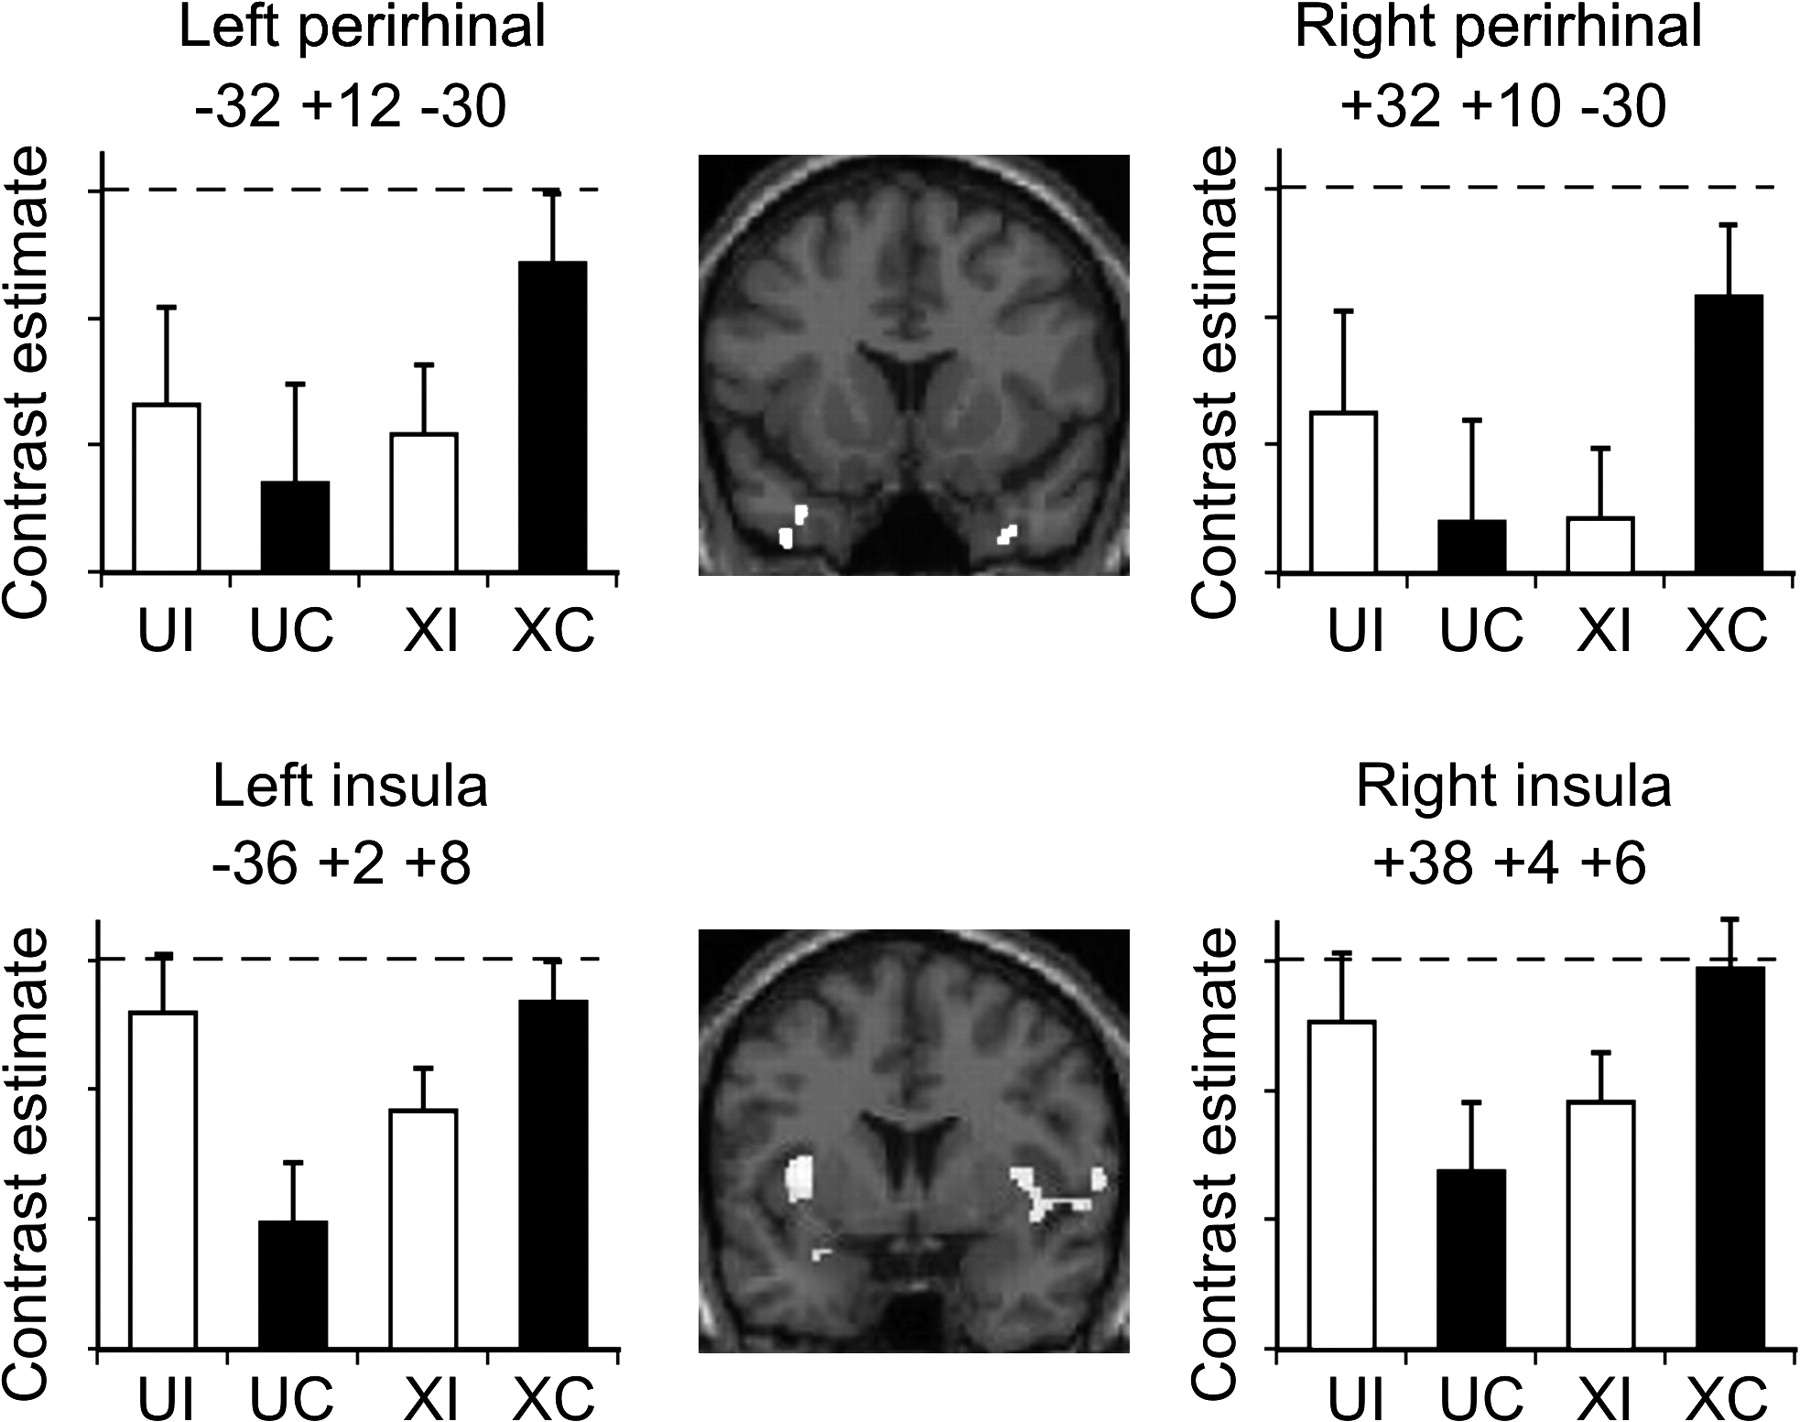 Left perirhinal
-32 +12 -30
Contrast estimate
UI UC XI XC
Right perirhinal
+32 +10 -30
Contrast estimate
UI UC XI XC
Left insula
-36 +2 +8
Contrast estimate
UI UC XI XC
Right insula
+38 +4 +6
Contrast estimate
UI UC XI XC